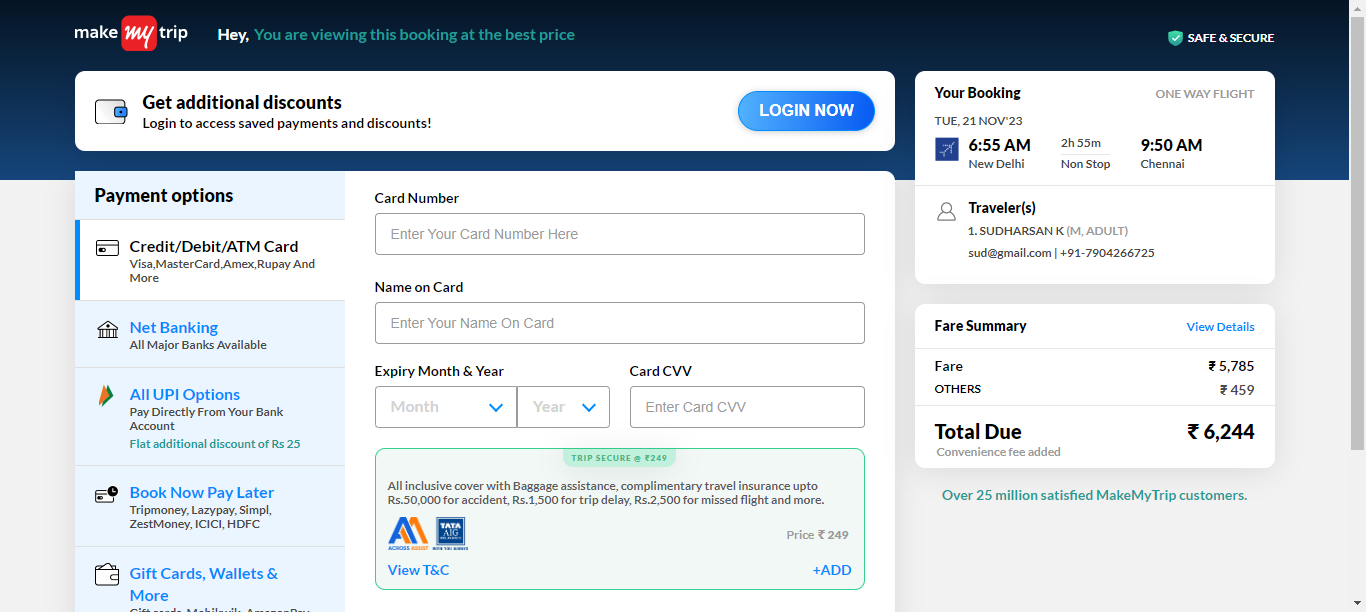 make my trip
Hey, You are viewing this booking at the best price
SAFE & SECURE
Get additional discounts
Login to access saved payments and discounts!
LOGIN NOW
Payment options
Credit/Debit/ATM Card
Visa,MasterCard,Amex,Rupay And
More
Net Banking
All Major Banks Available
All UPI Options
Pay Directly From Your Bank
Account
Flat additional discount of Rs 25
Book Now Pay Later
Tripmoney, Lazypay, Simpl,
ZestMoney, ICICI, HDFC
Gift Cards, Wallets &
More
Gift cards, Mobikwik, AmazonPay
Card Number
Enter Your Card Number Here
Name on Card
Enter Your Name On Card
Expiry Month & Year
Card CVV
Month
Year
Enter Card CVV
TRIP SECURE @ ₹249
All inclusive cover with Baggage assistance, complimentary travel insurance upto
Rs.50,000 for accident, Rs.1,500 for trip delay, Rs.2,500 for missed flight and more.
ACROSS ASSIST
TATA
AIG
WITH YOU ALWAYS
Price ₹ 249
View T&C
+ADD
Your Booking
ONE WAY FLIGHT
TUE, 21 NOV'23
6:55 AM
2h 55m
9:50 AM
New Delhi
Non Stop
Chennai
Traveler(s)
1. SUDHARSAN K (M, ADULT)
sud@gmail.com | +91-7904266725
Fare Summary
View Details
Fare
₹ 5,785
OTHERS
₹ 459
Total Due
₹ 6,244
Convenience fee added
Over 25 million satisfied MakeMyTrip customers.